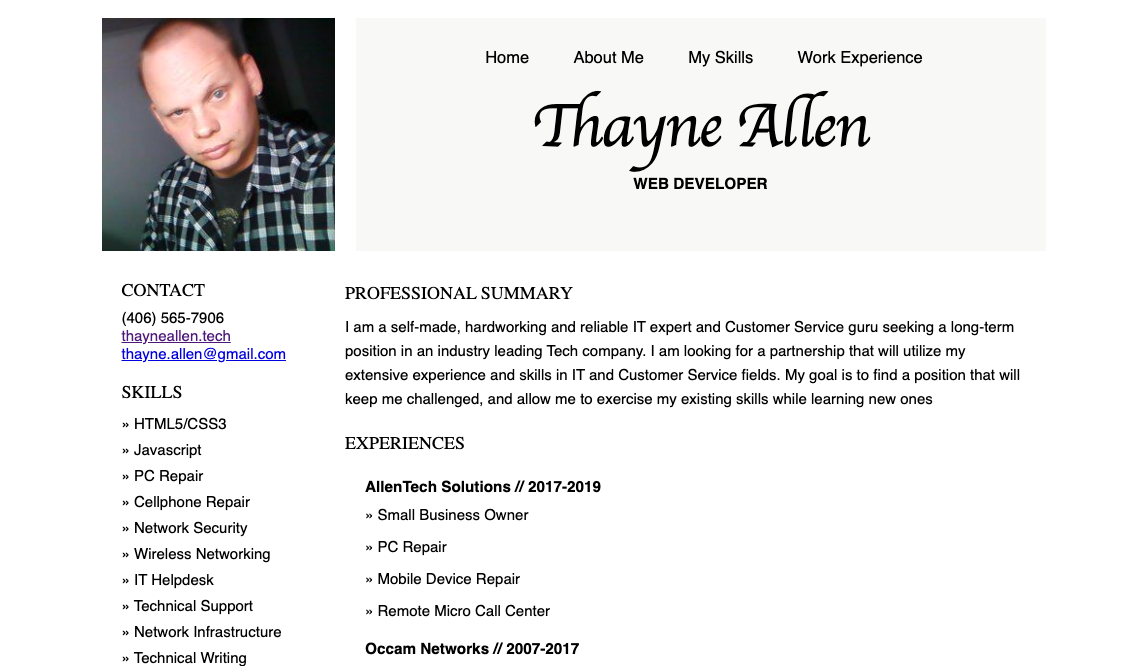 Home About Me My Skills Work Experience
Thayne Allen
WEB DEVELOPER
CONTACT
(406) 565-7906
thayneallen.tech
thayne.allen@gmail.com
SKILLS
» HTML5/CSS3
» Javascript
» PC Repair
» Cellphone Repair
» Network Security
» Wireless Networking
» IT Helpdesk
» Technical Support
» Network Infrastructure
» Technical Writing
PROFESSIONAL SUMMARY
I am a self-made, hardworking and reliable IT expert and Customer Service guru seeking a long-term
position in an industry leading Tech company. I am looking for a partnership that will utilize my
extensive experience and skills in IT and Customer Service fields. My goal is to find a position that will
keep me challenged, and allow me to exercise my existing skills while learning new ones
EXPERIENCES
AllenTech Solutions // 2017-2019
» Small Business Owner
» PC Repair
» Mobile Device Repair
» Remote Micro Call Center
Occam Networks // 2007-2017